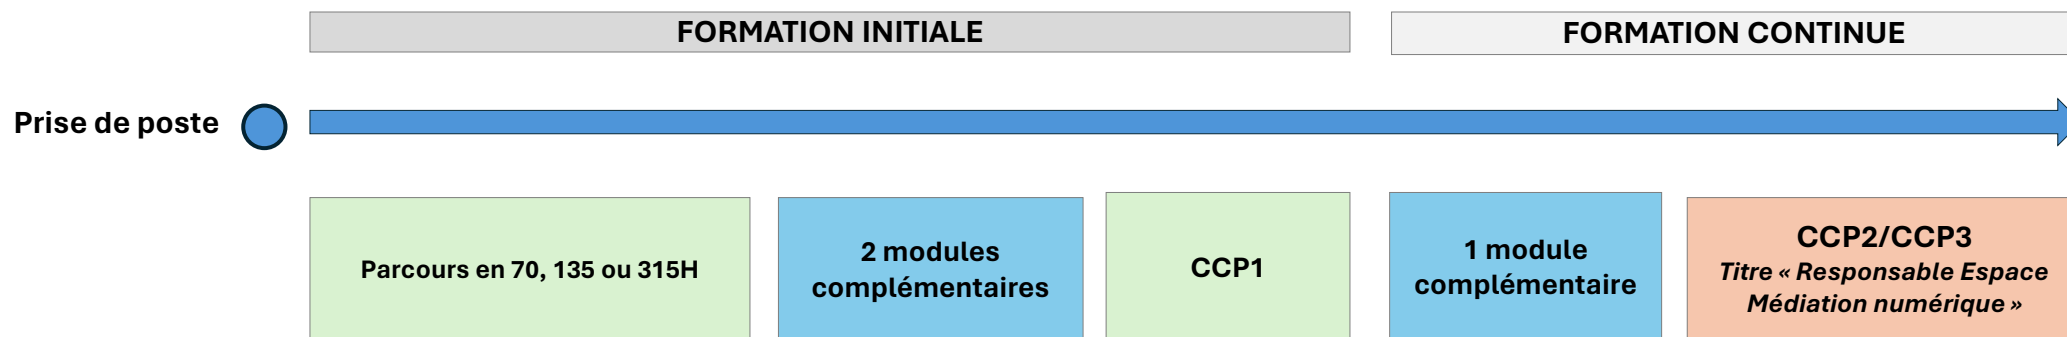 FORMATION INITIALE
FORMATION CONTINUE
Prise de poste
Parcours en 70, 135 ou 315H
2 modules
complémentaires
CCP1
1 module
complémentaire
CCP2/CCP3
Titre « Responsable Espace
Médiation numérique »